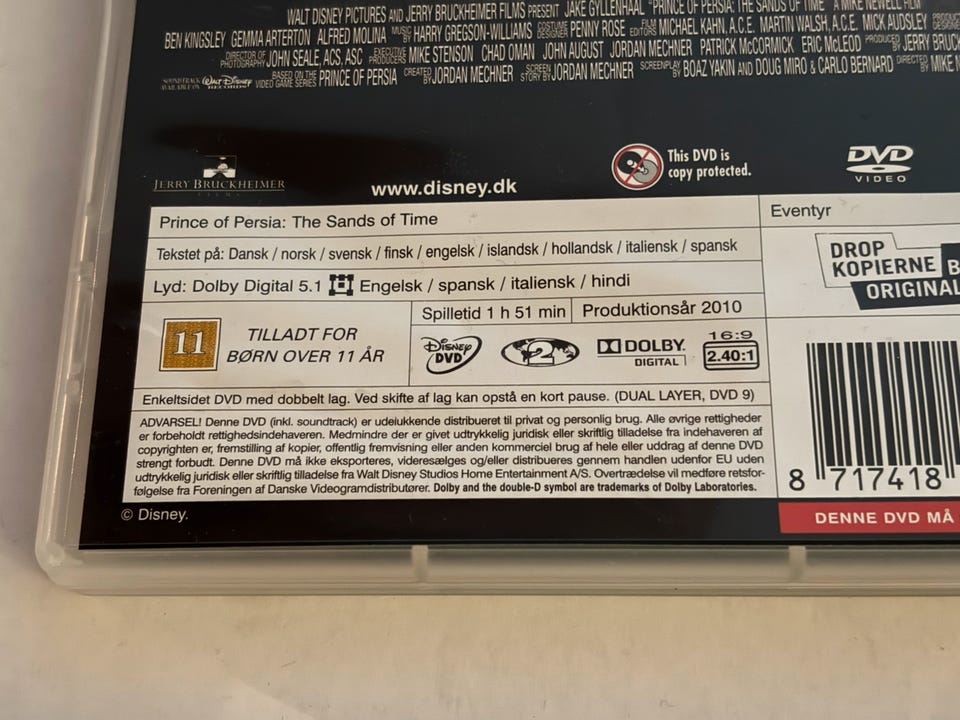 WALT DISNEY PICTURES AND JERRY BRUCKHEIMER FILMS PRESENT JAKE GYLLENHAAL "PRINCE OF PERSIA: THE SANDS OF TIME" A MIKE NEWELL FILM
BEN KINGSLEY GEMMA ARTERTON ALFRED MOLINA MUSIC BY HARRY GREGSON-WILLIAMS COSTUME DESIGNER PENNY ROSE FILM EDITORS MICHAEL KAHN, A.C.E. MARTIN WALSH, A.C.E. MICK AUDSLEY
DIRECTOR OF PHOTOGRAPHY JOHN SEALE, ACS, ASC EXECUTIVE PRODUCERS MIKE STENSON CHAD OMAN JOHN AUGUST JORDAN MECHNER PATRICK McCORMICK ERIC McLEOD PRODUCED BY JERRY BRUCK
SOUNDTRACK AVAILABLE ON WALT DISNEY RECORDS BASED ON THE VIDEO GAME SERIES PRINCE OF PERSIA CREATED BY JORDAN MECHNER SCREEN STORY BY JORDAN MECHNER SCREENPLAY BY BOAZ YAKIN AND DOUG MIRO & CARLO BERNARD DIRECTED BY MIKE N
JERRY BRUCKHEIMER
FILMS
www.disney.dk
This DVD is
copy protected.
DVD
VIDEO
Prince of Persia: The Sands of Time
Eventyr
Tekstet på: Dansk / norsk / svensk / finsk / engelsk / islandsk / hollandsk / italiensk / spansk
DROP
KOPIERNE B
ORIGINAL
Lyd: Dolby Digital 5.1 Engelsk / spansk / italiensk / hindi
Spilletid 1 h 51 min Produktionsår 2010
11
TILLADT FOR
BØRN OVER 11 ÅR
DISNEY
DVD
2
DOLBY
DIGITAL
16:9
2.40:1
Enkeltsidet DVD med dobbelt lag. Ved skifte af lag kan opstå en kort pause. (DUAL LAYER, DVD 9)
ADVARSEL! Denne DVD (inkl. soundtrack) er udelukkende distribueret til privat og personlig brug. Alle øvrige rettigheder
er forbeholdt rettighedsindehaveren. Medmindre der er givet udtrykkelig juridisk eller skriftlig tilladelse fra indehaveren af
copyrighten er, fremstilling af kopier, offentlig fremvisning eller anden kommerciel brug af hele eller uddrag af denne DVD
strengt forbudt. Denne DVD må ikke eksporteres, videresælges og/eller distribueres gennem handlen udenfor EU uden
udtrykkelig juridisk eller skriftlig tilladelse fra Walt Disney Studios Home Entertainment A/S. Overtrædelse vil medføre retsfor-
følgelse fra Foreningen af Danske Videogramdistributører. Dolby and the double-D symbol are trademarks of Dolby Laboratories.
8 717418
© Disney.
DENNE DVD MÅ